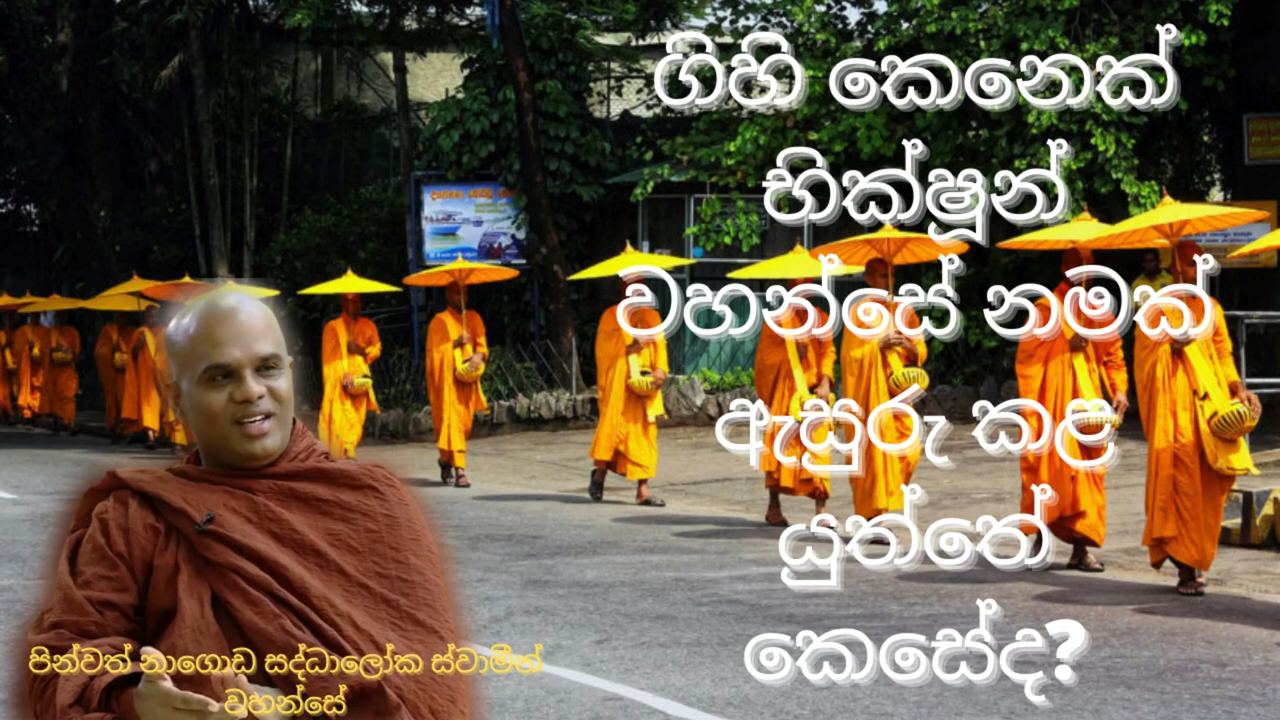 ගිහි කෙනෙක්
භික්ෂූන්
වහන්සේ නමක්
ඇසුරු කළ
යුත්තේ
කෙසේද?
පින්වත් නාගොඩ සද්ධාලෝක ස්වාමීන්
වහන්සේ